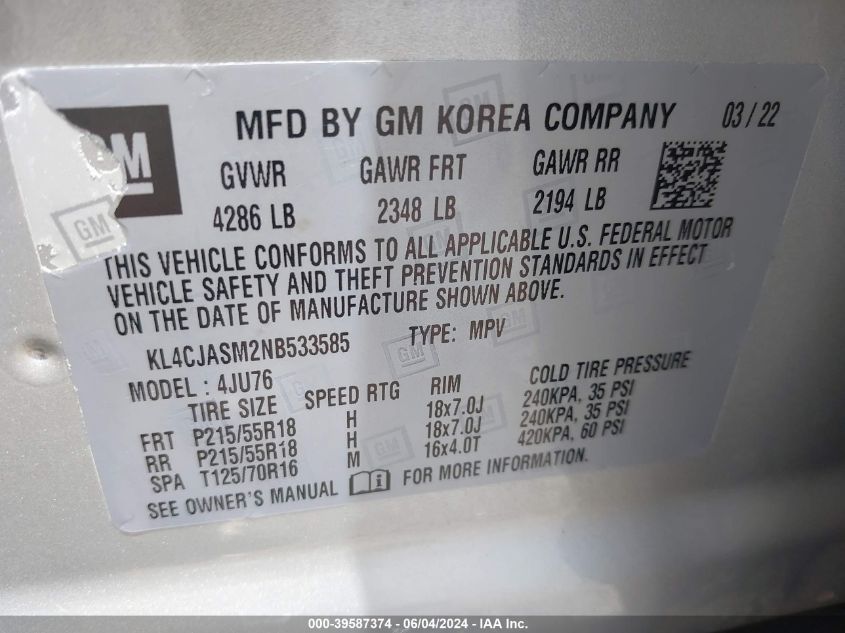 GM
MFD BY GM KOREA COMPANY 03/22
GVWR GAWR FRT GAWR RR
4286 LB 2348 LB 2194 LB
THIS VEHICLE CONFORMS TO ALL APPLICABLE U.S. FEDERAL MOTOR
VEHICLE SAFETY AND THEFT PREVENTION STANDARDS IN EFFECT
ON THE DATE OF MANUFACTURE SHOWN ABOVE.
KL4CJASM2NB533585 TYPE: MPV
MODEL: 4JU76
TIRE SIZE SPEED RTG RIM COLD TIRE PRESSURE
FRT P215/55R18 H 18x7.0J 240KPA, 35 PSI
RR P215/55R18 H 18x7.0J 240KPA, 35 PSI
SPA T125/70R16 M 16x4.0T 420KPA, 60 PSI
SEE OWNER'S MANUAL i FOR MORE INFORMATION.
000-39587374 - 06/04/2024 - IAA Inc.